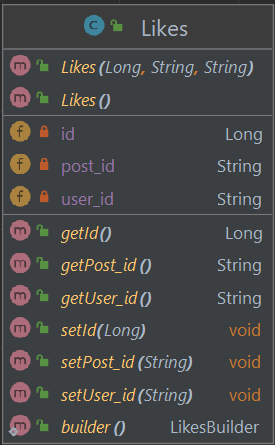 C Likes
m Likes(Long, String, String)
m Likes()
f id Long
f post_id String
f user_id String
m getId() Long
m getPost_id() String
m getUser_id() String
m setId(Long) void
m setPost_id(String) void
m setUser_id(String) void
m builder() LikesBuilder